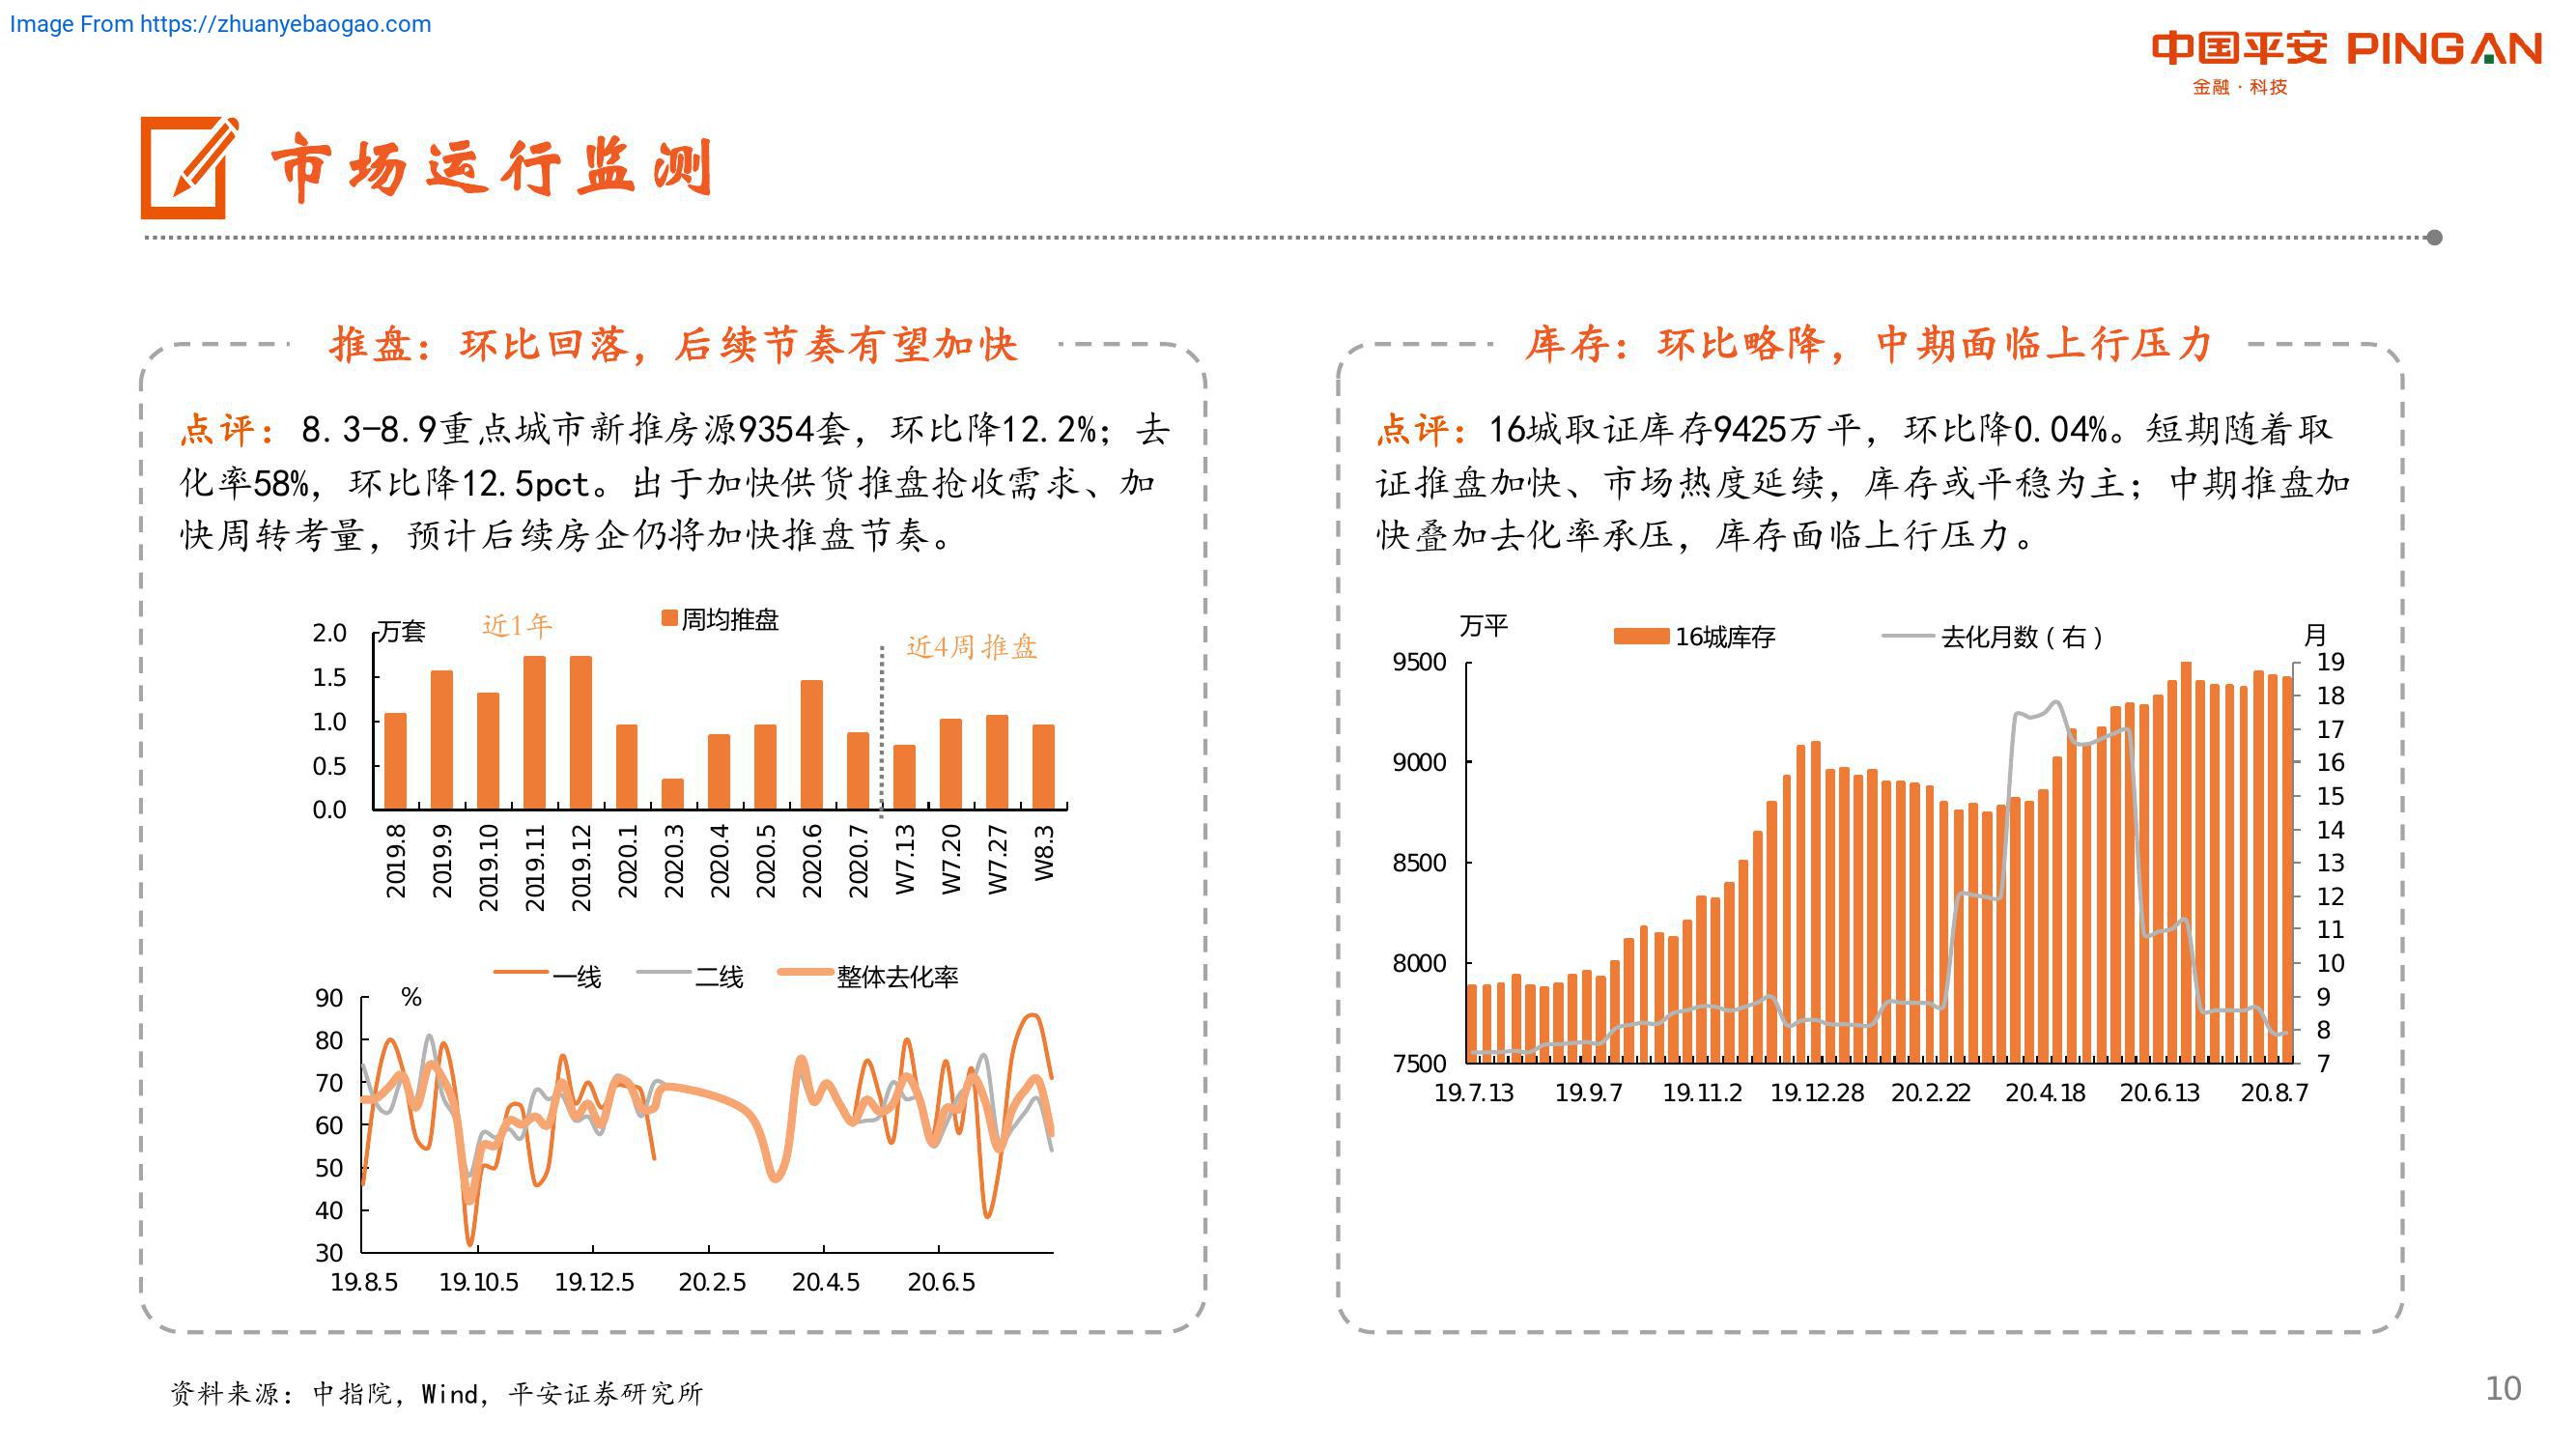 Image From https://zhuanyebaogao.com
中国平安 PINGAN
金融·科技
市场运行监测
推盘：环比回落，后续节奏有望加快
点评：8.3-8.9重点城市新推房源9354套，环比降12.2%；去
化率58%，环比降12.5pct。出于加快供货推盘抢收需求、加
快周转考量，预计后续房企仍将加快推盘节奏。
万套
近1年
周均推盘
近4周推盘
2.0
1.5
1.0
0.5
0.0
2019.8
2019.9
2019.10
2019.11
2019.12
2020.1
2020.3
2020.4
2020.5
2020.6
2020.7
W7.13
W7.20
W7.27
W8.3
一线
二线
整体去化率
%
90
80
70
60
50
40
30
19.8.5
19.10.5
19.12.5
20.2.5
20.4.5
20.6.5
库存：环比略降，中期面临上行压力
点评：16城取证库存9425万平，环比降0.04%。短期随着取
证推盘加快、市场热度延续，库存或平稳为主；中期推盘加
快叠加去化率承压，库存面临上行压力。
万平
16城库存
去化月数（右）
月
9500
9000
8500
8000
7500
19
18
17
16
15
14
13
12
11
10
9
8
7
19.7.13
19.9.7
19.11.2
19.12.28
20.2.22
20.4.18
20.6.13
20.8.7
资料来源：中指院，Wind，平安证券研究所
10